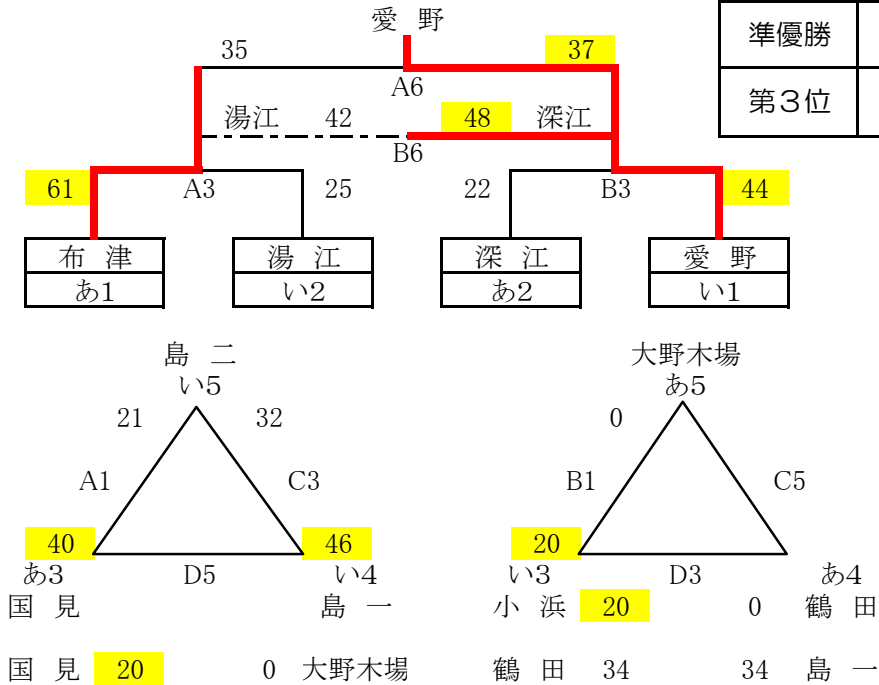 愛 野
準優勝
35 37
A6
第3位
湯江 42 48 深江
B6
61 A3 25 22 B3 44
布 津 湯 江 深 江 愛 野
あ1 い2 あ2 い1
島 二 大野木場
い5 あ5
21 32 0
A1 C3 B1 C5
40 46 20
あ3 D5 い4 い3 D3 あ4
国 見 島 一 小 浜 20 0 鶴 田
国 見 20 0 大野木場 鶴 田 34 34 島 一